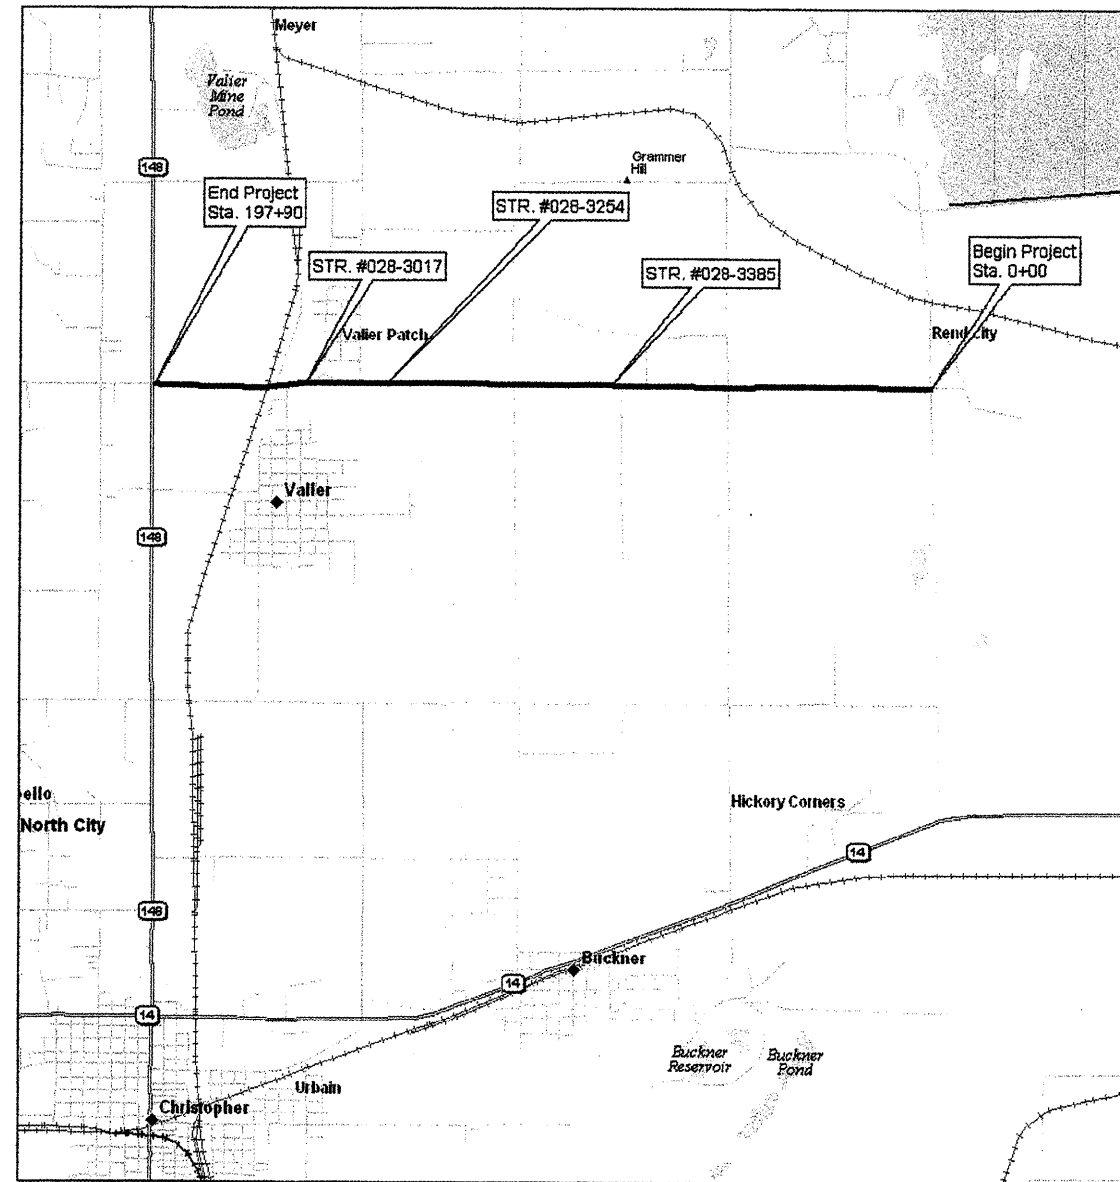 Meyer
Valier
Mine
Pond
148
Grammer
Hill
End Project
Sta. 197+90
STR. #028-3254
STR. #028-3017
STR. #028-3385
Begin Project
Sta. 0+00
Valier Patch
Rend City
Valier
148
Hickory Corners
North City
14
148
Buckner
14
14
Buckner
Reservoir
Buckner
Pond
Urbain
Christopher